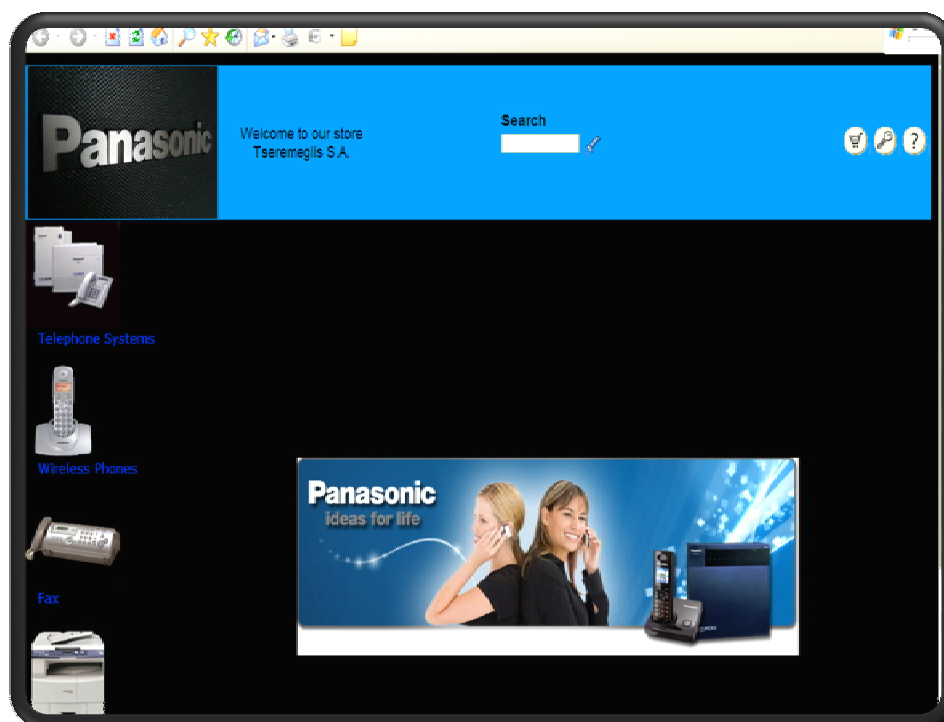 Panasonic
Welcome to our store
Tseremeglis S.A.
Search
?
Telephone Systems
Wireless Phones
Fax
Panasonic
ideas for life